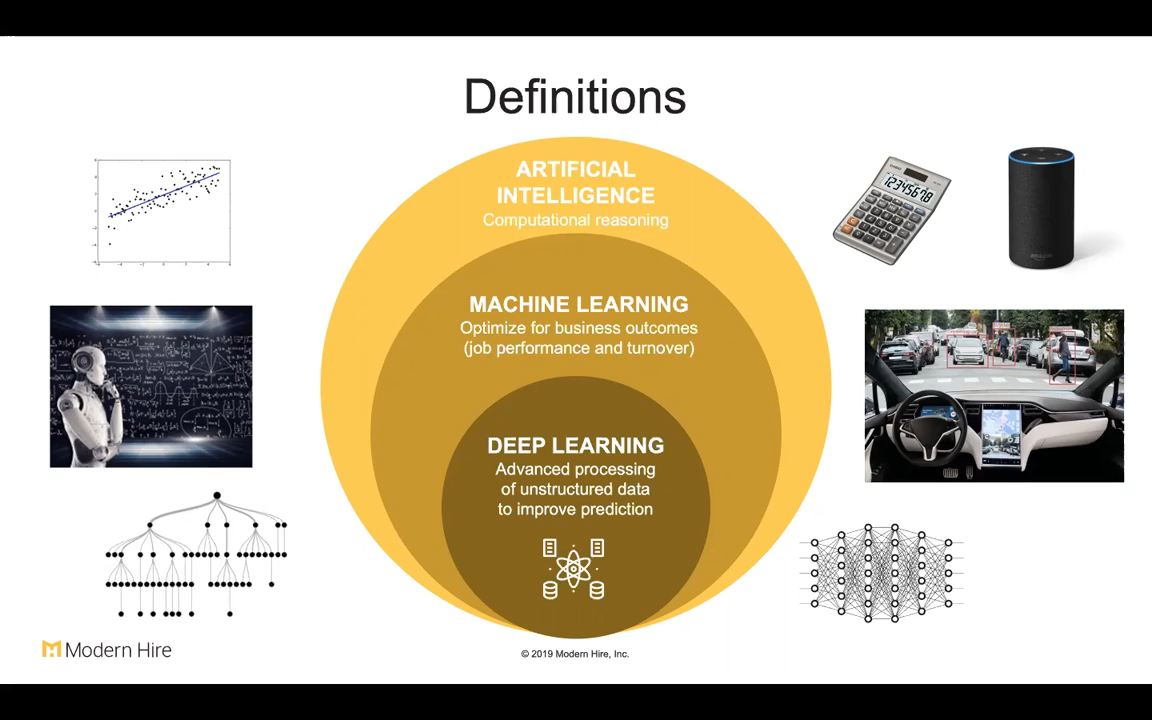 Definitions
ARTIFICIAL
INTELLIGENCE
Computational reasoning
MACHINE LEARNING
Optimize for business outcomes
(job performance and turnover)
DEEP LEARNING
Advanced processing
of unstructured data
to improve prediction
Modern Hire
© 2019 Modern Hire, Inc.